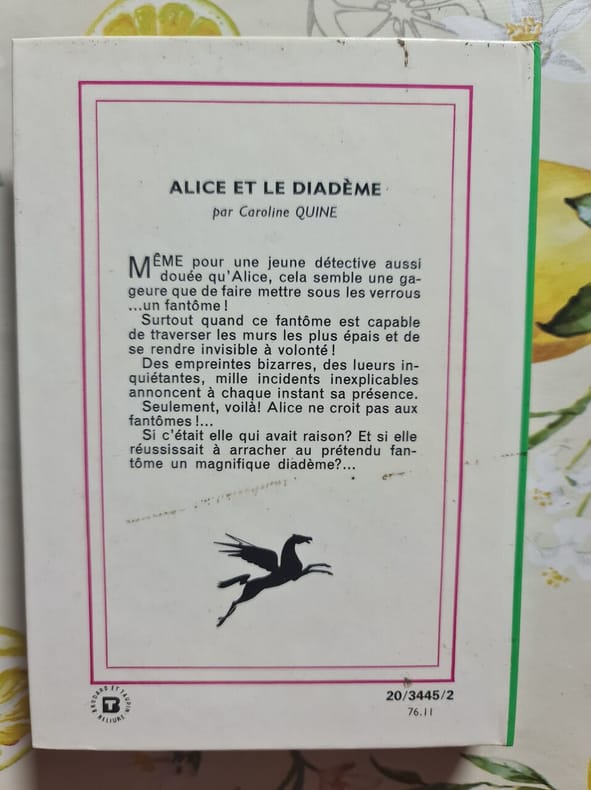 ALICE ET LE DIADÈME
par Caroline QUINE
MÊME pour une jeune détective aussi
douée qu'Alice, cela semble une ga-
geure que de faire mettre sous les verrous
...un fantôme !
Surtout quand ce fantôme est capable
de traverser les murs les plus épais et de
se rendre invisible à volonté !
Des empreintes bizarres, des lueurs in-
quiétantes, mille incidents inexplicables
annoncent à chaque instant sa présence.
Seulement, voilà! Alice ne croit pas aux
fantômes !...
Si c'était elle qui avait raison? Et si elle
réussissait à arracher au prétendu fan-
tôme un magnifique diadème?...
BRODARD ET TAUPIN
RELIURE
BT
20/3445/2
76.11